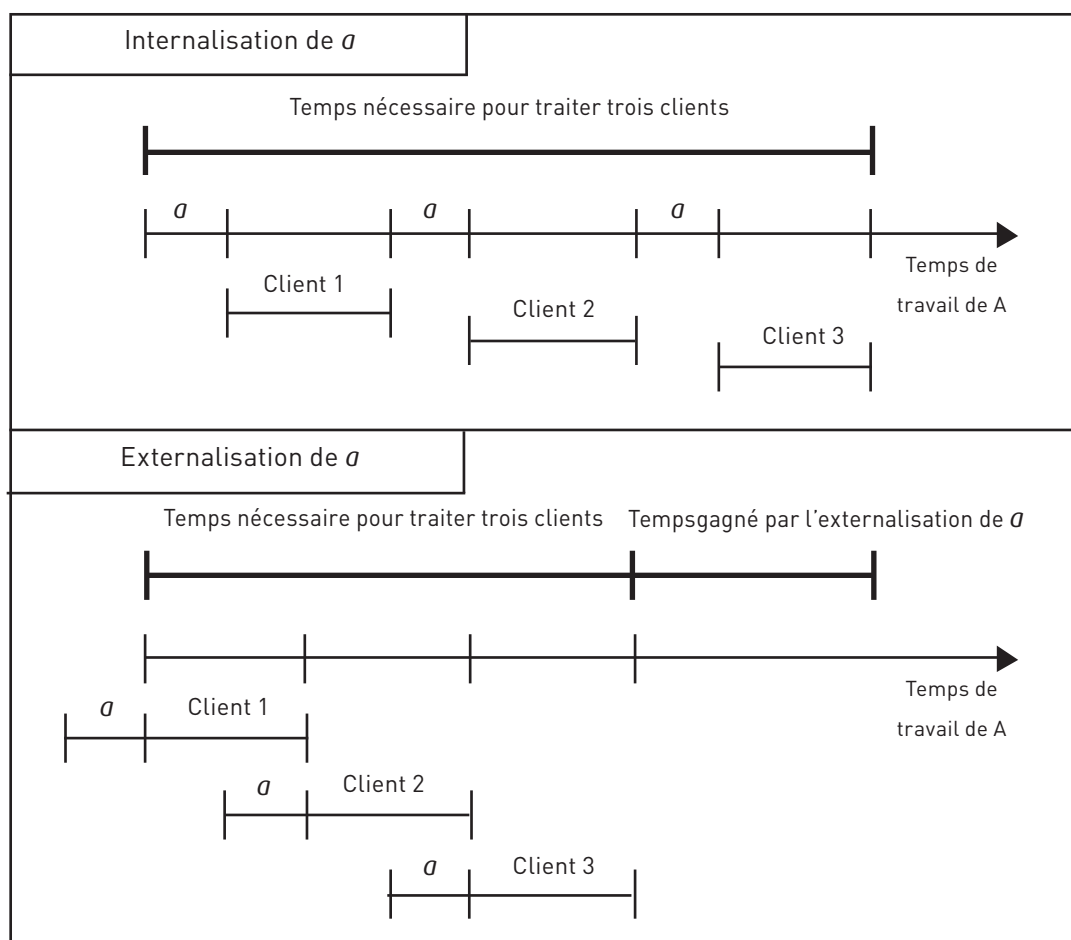 Internalisation de a
Temps nécessaire pour traiter trois clients
a a a
Temps de
travail de A
Client 1
Client 2
Client 3
Externalisation de a
Temps nécessaire pour traiter trois clients Tempsgagné par l'externalisation de a
Temps de
travail de A
a Client 1
a Client 2
a Client 3